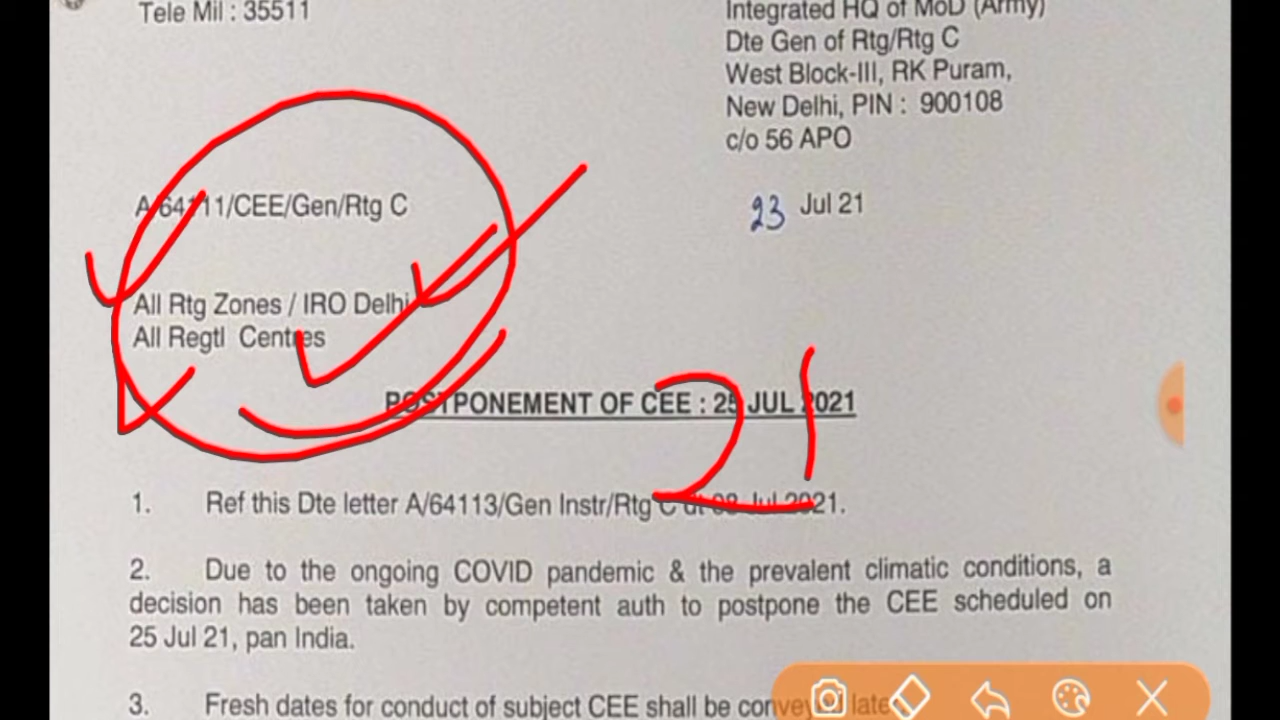 Tele Mil : 35511
Integrated HQ of MoD (Army)
Dte Gen of Rtg/Rtg C
West Block-III, RK Puram,
New Delhi, PIN : 900108
c/o 56 APO
A/64111/CEE/Gen/Rtg C
23 Jul 21
All Rtg Zones / IRO Delhi
All Regtl Centres
POSTPONEMENT OF CEE : 25 JUL 2021
21
1. Ref this Dte letter A/64113/Gen Instr/Rtg C dt 08 Jul 2021.
2. Due to the ongoing COVID pandemic & the prevalent climatic conditions, a
decision has been taken by competent auth to postpone the CEE scheduled on
25 Jul 21, pan India.
3. Fresh dates for conduct of subject CEE shall be